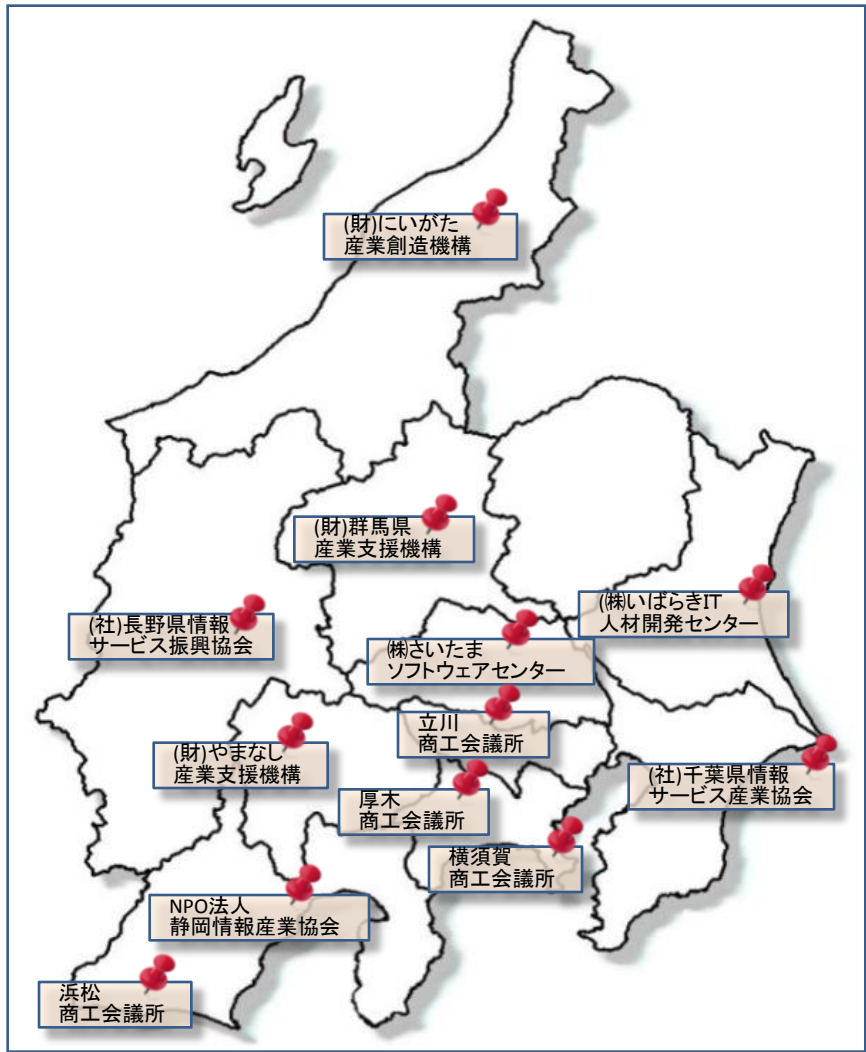 (財)にいがた
産業創造機構
(財)群馬県
産業支援機構
(株)いばらきIT
人材開発センター
(社)長野県情報
サービス振興協会
(株)さいたま
ソフトウェアセンター
立川
商工会議所
(財)やまなし
産業支援機構
(社)千葉県情報
サービス産業協会
厚木
商工会議所
横須賀
商工会議所
NPO法人
静岡情報産業協会
浜松
商工会議所